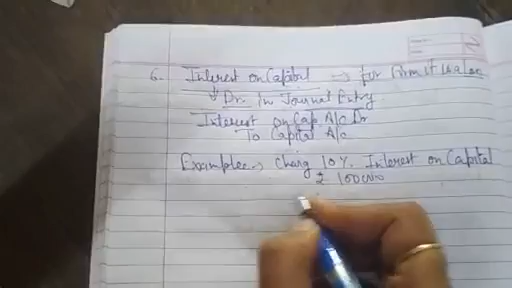 6. Interest on Capital → for firm it is a loss
↓ Dr. in Journal Entry
Interest on Cap A/C Dr
To Capital A/C
Example → Charg 10%. Interest on Capital